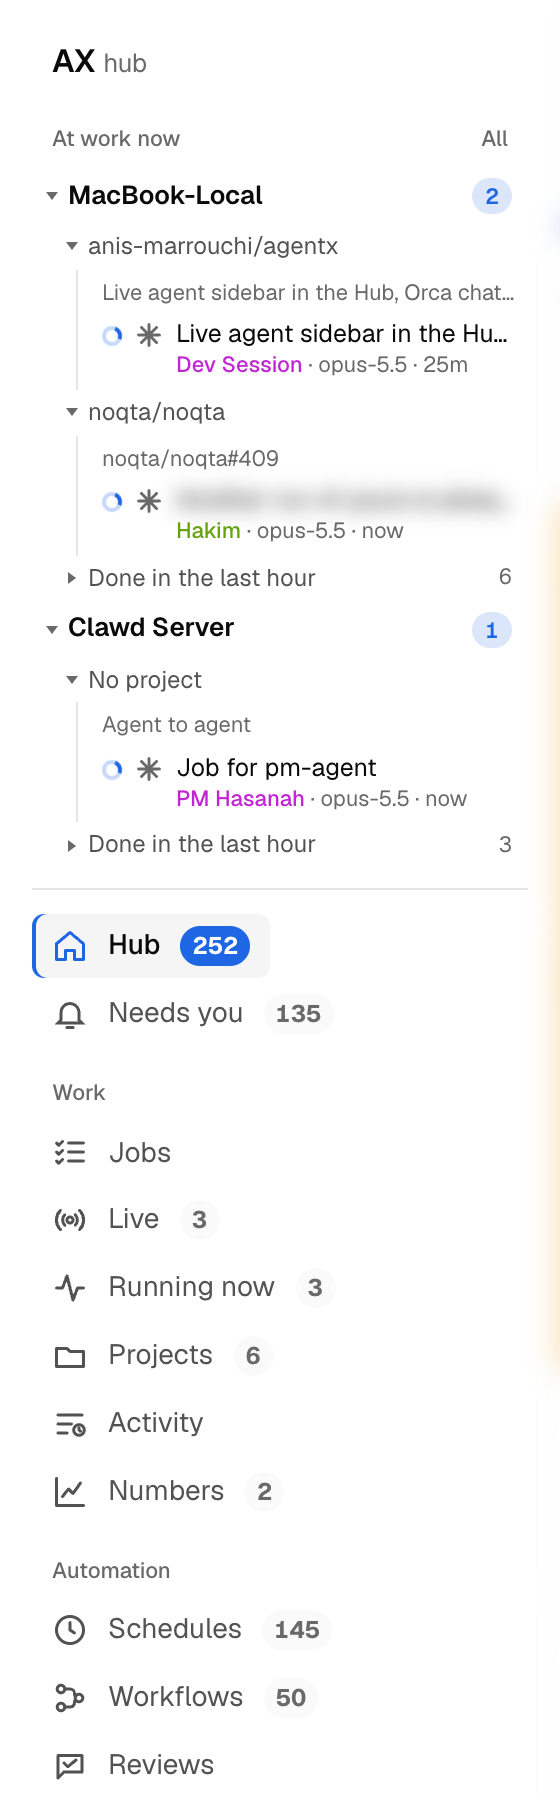 AX hub
At work now All
MacBook-Local 2
anis-marrouchi/agentx
Live agent sidebar in the Hub, Orca chat...
Live agent sidebar in the Hu...
Dev Session · opus-5.5 · 25m
noqta/noqta
noqta/noqta#409
Hakim · opus-5.5 · now
Done in the last hour 6
Clawd Server 1
No project
Agent to agent
Job for pm-agent
PM Hasanah · opus-5.5 · now
Done in the last hour 3
Hub 252
Needs you 135
Work
Jobs
Live 3
Running now 3
Projects 6
Activity
Numbers 2
Automation
Schedules 145
Workflows 50
Reviews